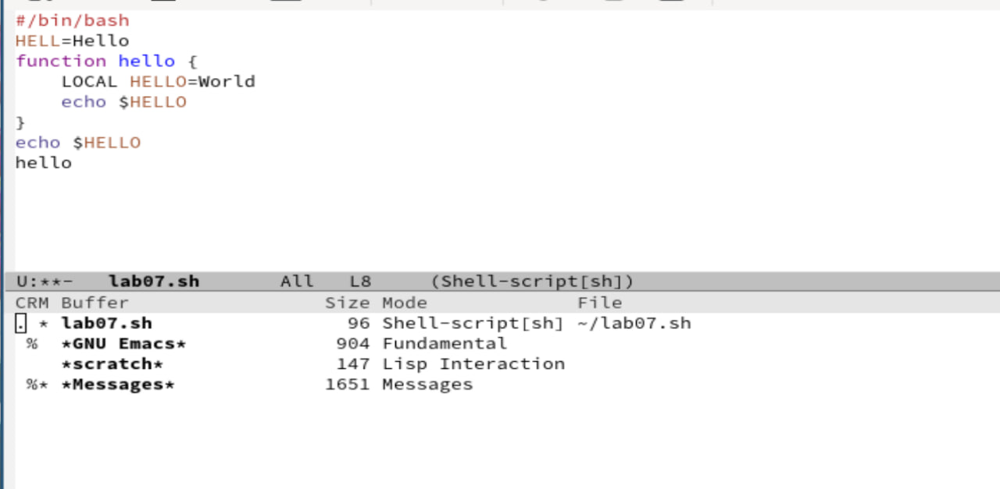 #/bin/bash
HELL=Hello
function hello {
    LOCAL HELLO=World
    echo $HELLO
}
echo $HELLO
hello
U:**-   lab07.sh       All   L8     (Shell-script[sh])
CRM Buffer                 Size Mode             File
. * lab07.sh                 96 Shell-script[sh] ~/lab07.sh
 %  *GNU Emacs*             904 Fundamental
    *scratch*               147 Lisp Interaction
 %* *Messages*             1651 Messages